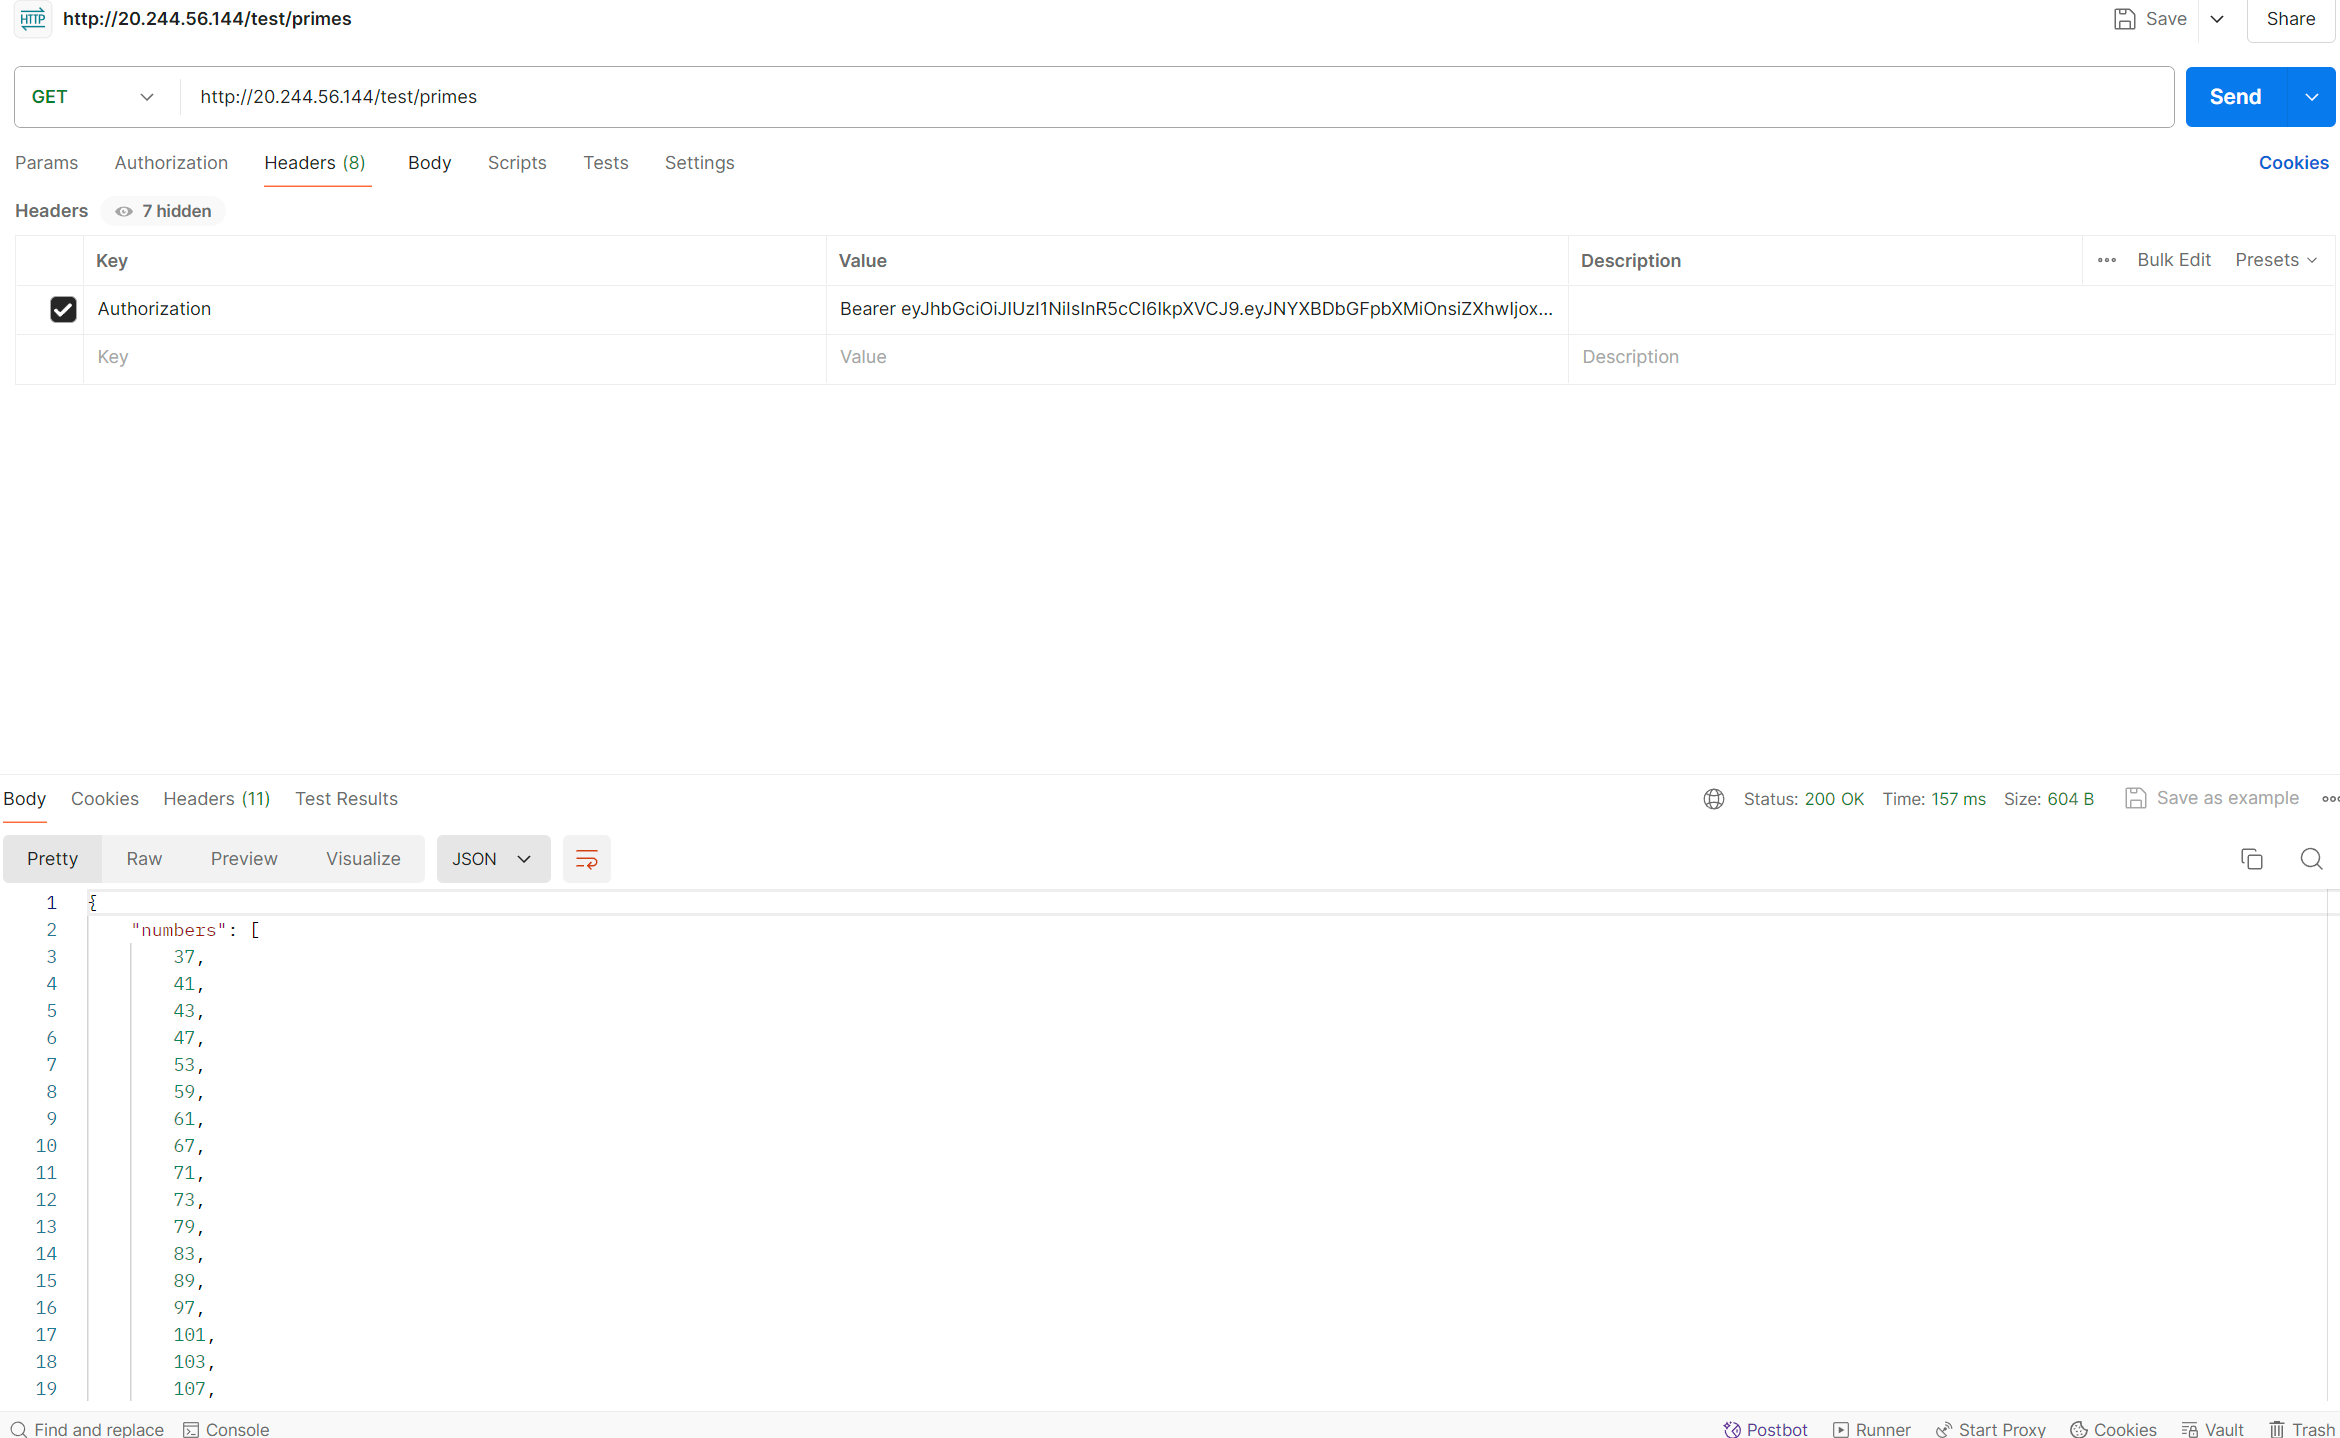 HTTP http://20.244.56.144/test/primes Save Share
GET http://20.244.56.144/test/primes Send
Params Authorization Headers (8) Body Scripts Tests Settings Cookies
Headers 7 hidden
Key Value Description Bulk Edit Presets
Authorization Bearer eyJhbGciOiJIUzI1NiIsInR5cCI6IkpXVCJ9.eyJNYXBDbGFpbXMiOnsiZXhwIjox...
Key Value Description
Body Cookies Headers (11) Test Results Status: 200 OK Time: 157 ms Size: 604 B Save as example
Pretty Raw Preview Visualize JSON
1 {
2 "numbers": [
3 37,
4 41,
5 43,
6 47,
7 53,
8 59,
9 61,
10 67,
11 71,
12 73,
13 79,
14 83,
15 89,
16 97,
17 101,
18 103,
19 107,
Find and replace Console Postbot Runner Start Proxy Cookies Vault Trash